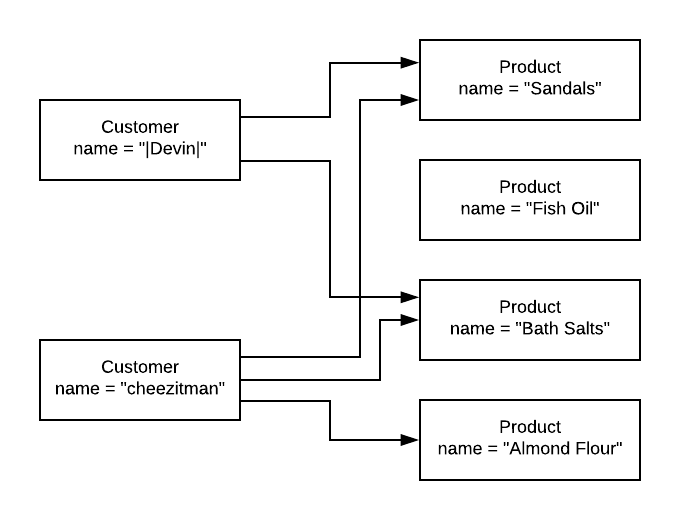 Customer
name = "|Devin|"
Customer
name = "cheezitman"
Product
name = "Sandals"
Product
name = "Fish Oil"
Product
name = "Bath Salts"
Product
name = "Almond Flour"